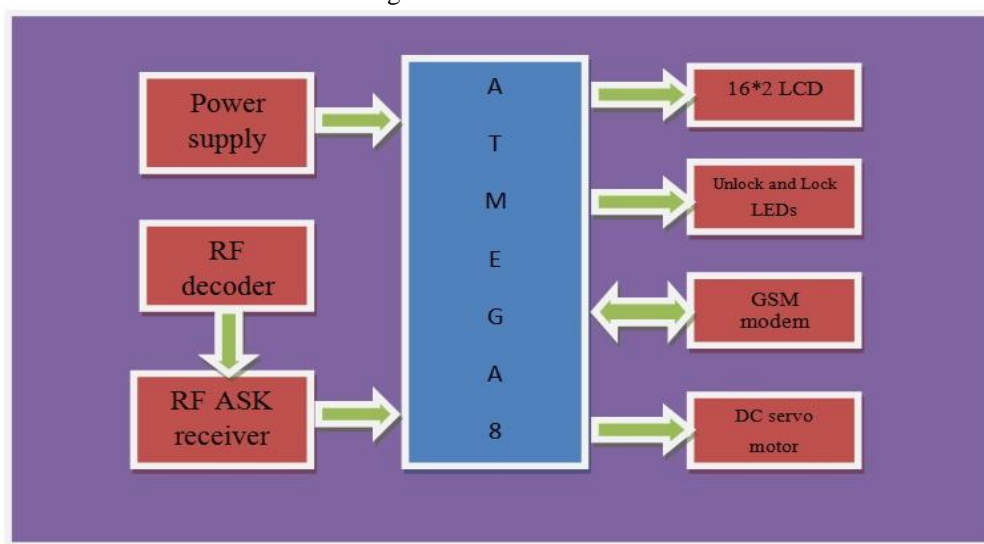 Power
supply
RF
decoder
RF ASK
receiver
A
T
M
E
G
A
8
16*2 LCD
Unlock and Lock
LEDs
GSM
modem
DC servo
motor